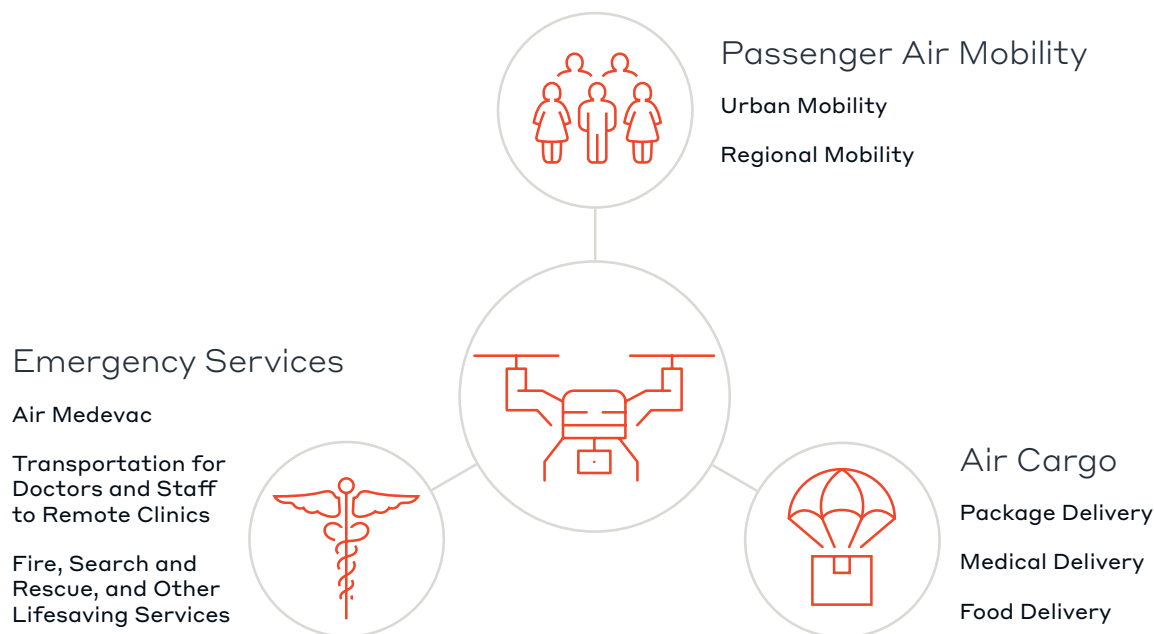 Passenger Air Mobility
Urban Mobility
Regional Mobility
Emergency Services
Air Medevac
Transportation for
Doctors and Staff
to Remote Clinics
Fire, Search and
Rescue, and Other
Lifesaving Services
Air Cargo
Package Delivery
Medical Delivery
Food Delivery